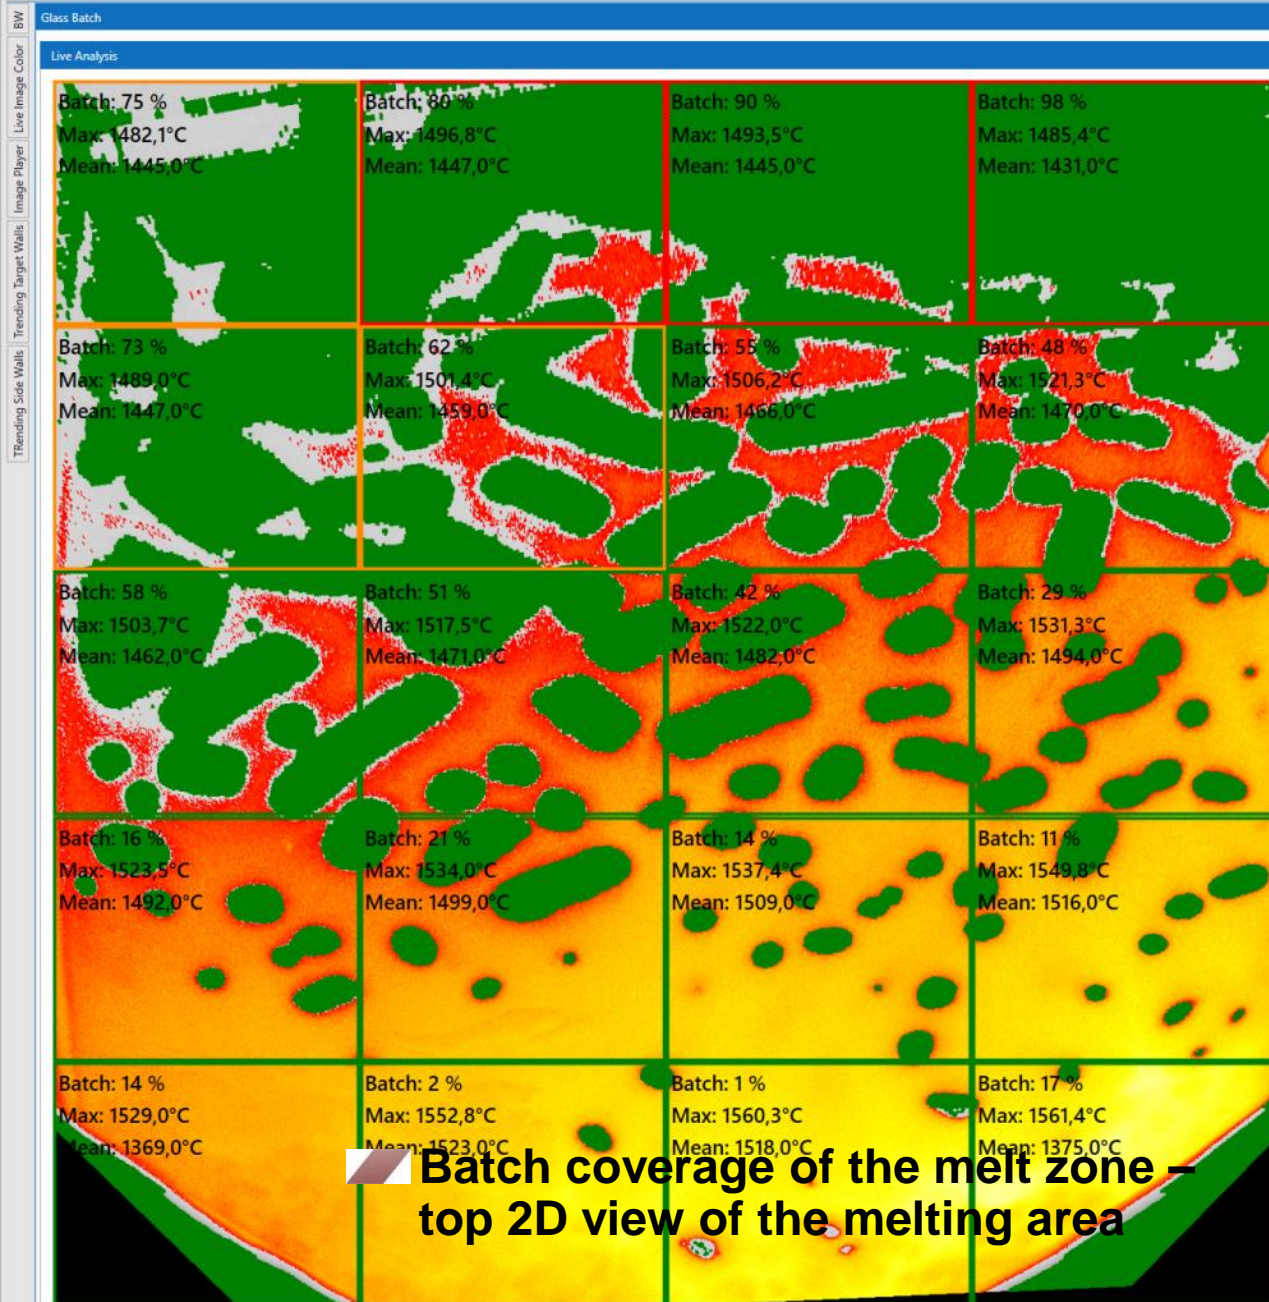 Glass Batch
Live Analysis
BW
Live Image Color
Image Player
Trending Target Walls
TRending Side Walls
Batch: 75 %
Max: 1482,1°C
Mean: 1445,0°C
Batch: 80 %
Max: 1496,8°C
Mean: 1447,0°C
Batch: 90 %
Max: 1493,5°C
Mean: 1445,0°C
Batch: 98 %
Max: 1485,4°C
Mean: 1431,0°C
Batch: 73 %
Max: 1489,0°C
Mean: 1447,0°C
Batch: 62 %
Max: 1501,4°C
Mean: 1459,0°C
Batch: 55 %
Max: 1506,2°C
Mean: 1466,0°C
Batch: 48 %
Max: 1521,3°C
Mean: 1470,0°C
Batch: 58 %
Max: 1503,7°C
Mean: 1462,0°C
Batch: 51 %
Max: 1517,5°C
Mean: 1471,0°C
Batch: 42 %
Max: 1522,0°C
Mean: 1482,0°C
Batch: 29 %
Max: 1531,3°C
Mean: 1494,0°C
Batch: 16 %
Max: 1523,5°C
Mean: 1492,0°C
Batch: 21 %
Max: 1534,0°C
Mean: 1499,0°C
Batch: 14 %
Max: 1537,4°C
Mean: 1509,0°C
Batch: 11 %
Max: 1549,8°C
Mean: 1516,0°C
Batch: 14 %
Max: 1529,0°C
Mean: 1369,0°C
Batch: 2 %
Max: 1552,8°C
Mean: 1523,0°C
Batch: 1 %
Max: 1560,3°C
Mean: 1518,0°C
Batch: 17 %
Max: 1561,4°C
Mean: 1375,0°C
Batch coverage of the melt zone –
top 2D view of the melting area